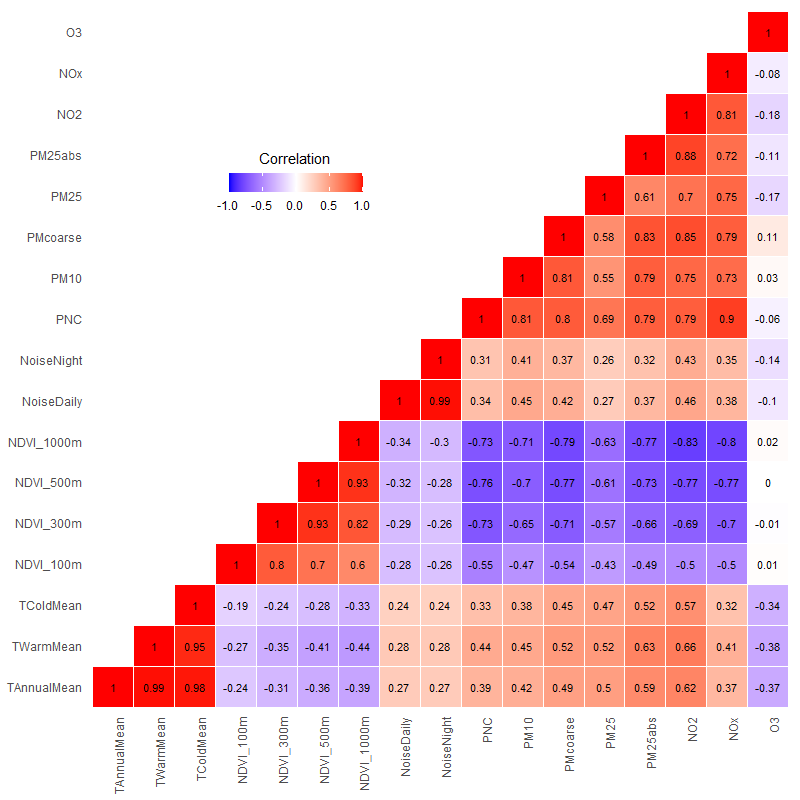 O3 1
NOx 1 -0.08
NO2 1 0.81 -0.18
PM25abs 1 0.88 0.72 -0.11
Correlation
-1.0 -0.5 0.0 0.5 1.0
PM25 1 0.61 0.7 0.75 -0.17
PMcoarse 1 0.58 0.83 0.85 0.79 0.11
PM10 1 0.81 0.55 0.79 0.75 0.73 0.03
PNC 1 0.81 0.8 0.69 0.79 0.79 0.9 -0.06
NoiseNight 1 0.31 0.41 0.37 0.26 0.32 0.43 0.35 -0.14
NoiseDaily 1 0.99 0.34 0.45 0.42 0.27 0.37 0.46 0.38 -0.1
NDVI_1000m 1 -0.34 -0.3 -0.73 -0.71 -0.79 -0.63 -0.77 -0.83 -0.8 0.02
NDVI_500m 1 0.93 -0.32 -0.28 -0.76 -0.7 -0.77 -0.61 -0.73 -0.77 -0.77 0
NDVI_300m 1 0.93 0.82 -0.29 -0.26 -0.73 -0.65 -0.71 -0.57 -0.66 -0.69 -0.7 -0.01
NDVI_100m 1 0.8 0.7 0.6 -0.28 -0.26 -0.55 -0.47 -0.54 -0.43 -0.49 -0.5 -0.5 0.01
TColdMean 1 -0.19 -0.24 -0.28 -0.33 0.24 0.24 0.33 0.38 0.45 0.47 0.52 0.57 0.32 -0.34
TWarmMean 1 0.95 -0.27 -0.35 -0.41 -0.44 0.28 0.28 0.44 0.45 0.52 0.52 0.63 0.66 0.41 -0.38
TAnnualMean 1 0.99 0.98 -0.24 -0.31 -0.36 -0.39 0.27 0.27 0.39 0.42 0.49 0.5 0.59 0.62 0.37 -0.37
TAnnualMean
TWarmMean
TColdMean
NDVI_100m
NDVI_300m
NDVI_500m
NDVI_1000m
NoiseDaily
NoiseNight
PNC
PM10
PMcoarse
PM25
PM25abs
NO2
NOx
O3